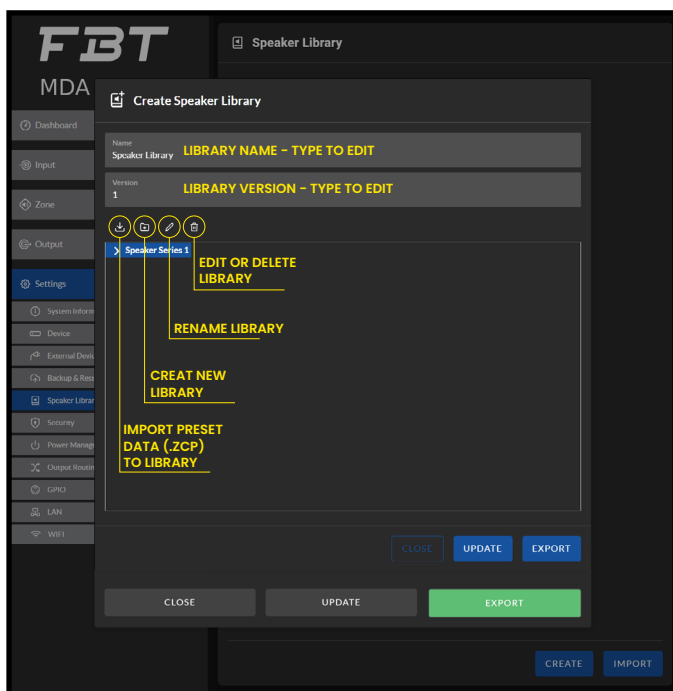 FBT
MDA
Speaker Library
Dashboard
Input
Zone
Output
Settings
System Inform
Device
External Devic
Backup & Rest
Speaker Librar
Security
Power Manage
Output Routin
GPIO
LAN
WIFI
Create Speaker Library
Name
Speaker Library
LIBRARY NAME - TYPE TO EDIT
Version
1
LIBRARY VERSION - TYPE TO EDIT
Speaker Series 1
EDIT OR DELETE
LIBRARY
RENAME LIBRARY
CREAT NEW
LIBRARY
IMPORT PRESET
DATA (.ZCP)
TO LIBRARY
CLOSE
UPDATE
EXPORT
CLOSE
UPDATE
EXPORT
CREATE
IMPORT